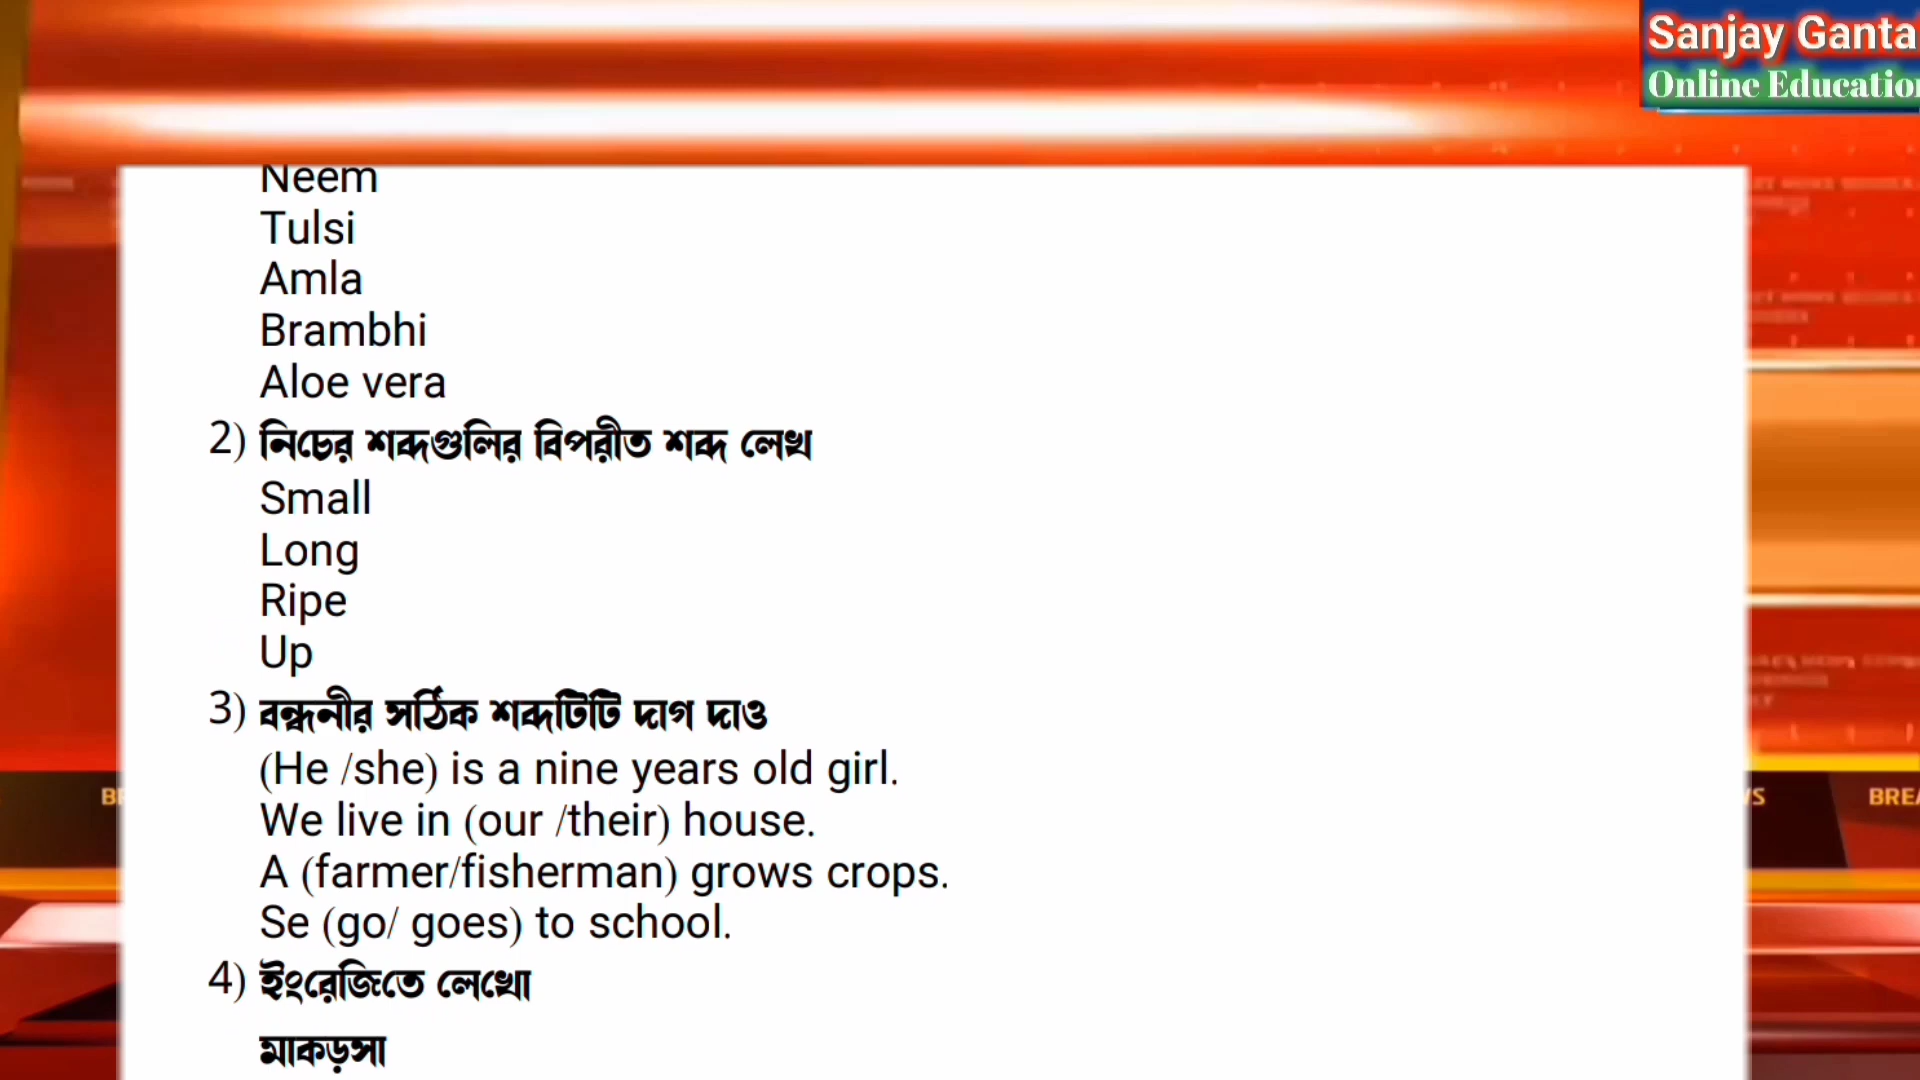 Sanjay Ganta
Online Education
Neem
Tulsi
Amla
Brambhi
Aloe vera
2) নিচের শব্দগুলির বিপরীত শব্দ লেখ
Small
Long
Ripe
Up
3) বন্ধনীর সঠিক শব্দটিটি দাগ দাও
(He /she) is a nine years old girl.
We live in (our /their) house.
A (farmer/fisherman) grows crops.
Se (go/ goes) to school.
4) ইংরেজিতে লেখো
মাকড়সা